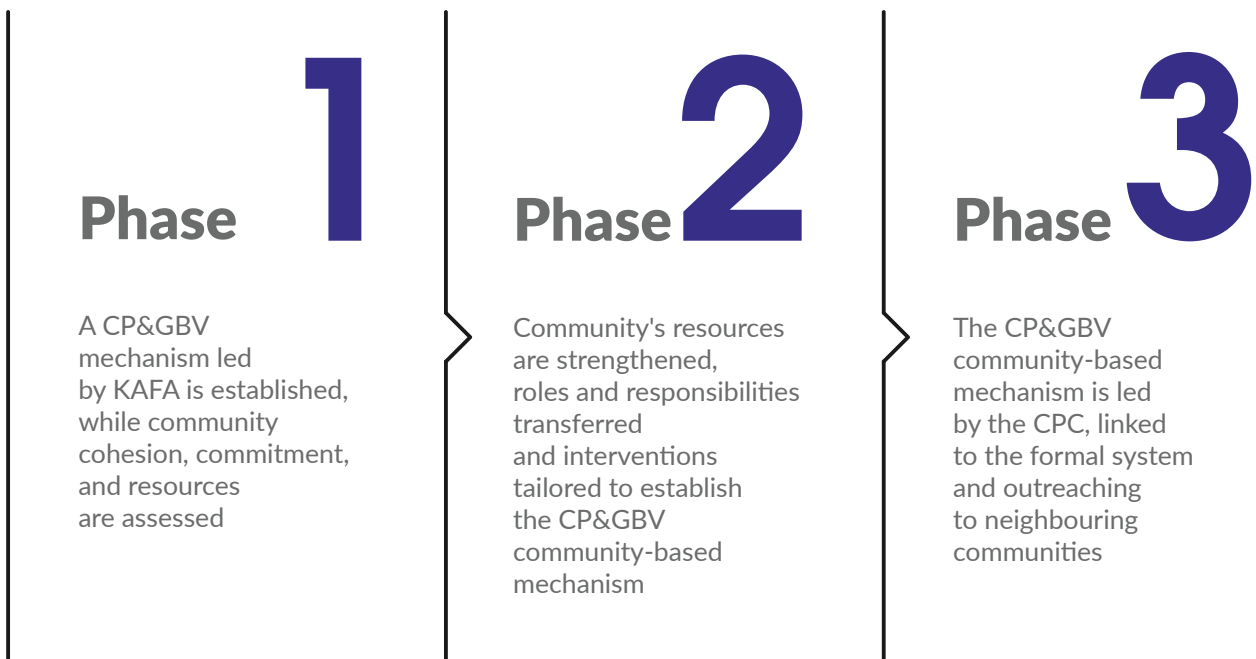 Phase 1
A CP&GBV
mechanism led
by KAFA is established,
while community
cohesion, commitment,
and resources
are assessed
Phase 2
Community's resources
are strengthened,
roles and responsibilities
transferred
and interventions
tailored to establish
the CP&GBV
community-based
mechanism
Phase 3
The CP&GBV
community-based
mechanism is led
by the CPC, linked
to the formal system
and outreaching
to neighbouring
communities